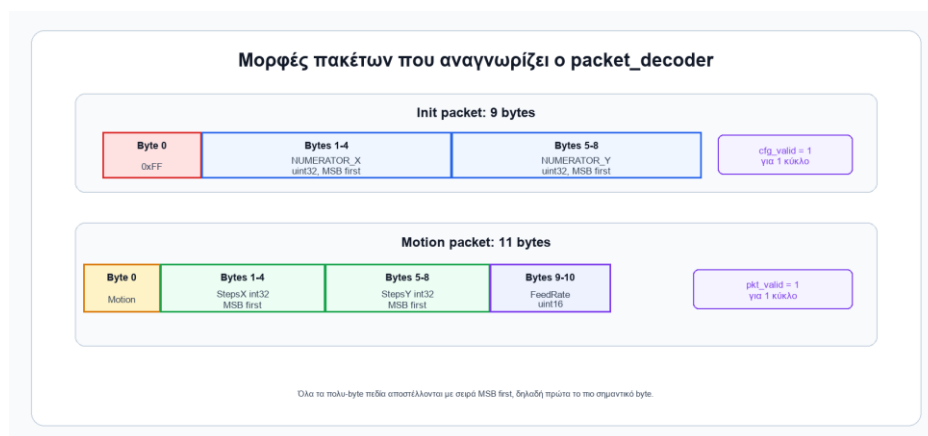 Μορφές πακέτων που αναγνωρίζει ο packet_decoder
Init packet: 9 bytes
Byte 0
0xFF
Bytes 1-4
NUMERATOR_X
uint32, MSB first
Bytes 5-8
NUMERATOR_Y
uint32, MSB first
cfg_valid = 1
για 1 κύκλο
Motion packet: 11 bytes
Byte 0
Motion
Bytes 1-4
StepsX int32
MSB first
Bytes 5-8
StepsY int32
MSB first
Bytes 9-10
FeedRate
uint16
pkt_valid = 1
για 1 κύκλο
Όλα τα πολυ-byte πεδία αποστέλλονται με σειρά MSB first, δηλαδή πρώτα το πιο σημαντικό byte.